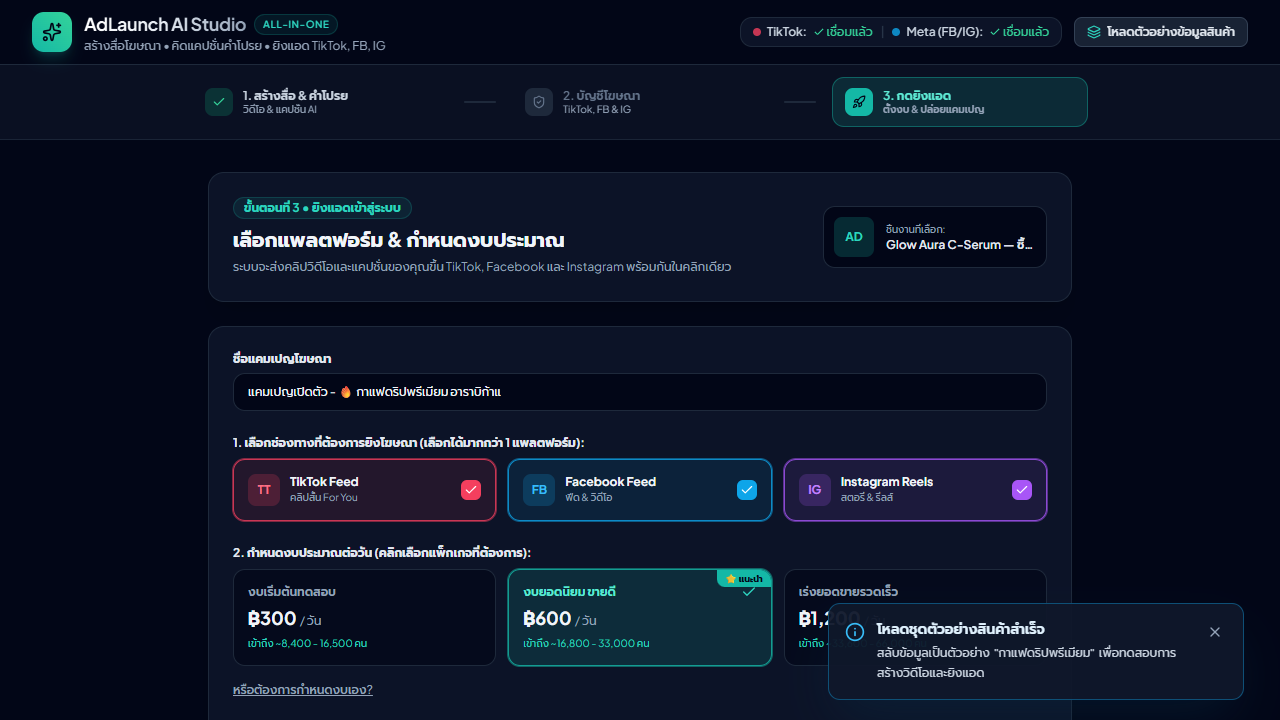 AdLaunch AI Studio ALL-IN-ONE
สร้างสื่อโฆษณา • คิดแคปชั่นคำโปรย • ยิงแอด TikTok, FB, IG
TikTok: เชื่อมแล้ว Meta (FB/IG): เชื่อมแล้ว
โหลดตัวอย่างข้อมูลสินค้า
1. สร้างสื่อ & คำโปรย
วิดีโอ & แคปชั่น AI
2. บัญชีโฆษณา
TikTok, FB & IG
3. กดยิงแอด
ตั้งงบ & ปล่อยแคมเปญ
ขั้นตอนที่ 3 • ยิงแอดเข้าสู่ระบบ
เลือกแพลตฟอร์ม & กำหนดงบประมาณ
ระบบจะส่งคลิปวิดีโอและแคปชั่นของคุณขึ้น TikTok, Facebook และ Instagram พร้อมกันในคลิกเดียว
AD
ชิ้นงานที่เลือก:
Glow Aura C-Serum — ชี้...
ชื่อแคมเปญโฆษณา
แคมเปญเปิดตัว - 🔥 กาแฟดริปพรีเมียม อาราบิก้าแ
1. เลือกช่องทางที่ต้องการยิงโฆษณา (เลือกได้มากกว่า 1 แพลตฟอร์ม):
TT
TikTok Feed
คลิปสั้น For You
FB
Facebook Feed
ฟีด & วิดีโอ
IG
Instagram Reels
สตอรี่ & รีลส์
2. กำหนดงบประมาณต่อวัน (คลิกเลือกแพ็กเกจที่ต้องการ):
งบเริ่มต้นทดสอบ
฿300 / วัน
เข้าถึง ~8,400 - 16,500 คน
⭐ แนะนำ
งบยอดนิยม ขายดี
฿600 / วัน
เข้าถึง ~16,800 - 33,000 คน
เร่งยอดขายรวดเร็ว
฿1,200
เข้าถึง
หรือต้องการกำหนดงบเอง?
โหลดชุดตัวอย่างสินค้าสำเร็จ
สลับข้อมูลเป็นตัวอย่าง "กาแฟดริปพรีเมียม" เพื่อทดสอบการ
สร้างวิดีโอและยิงแอด